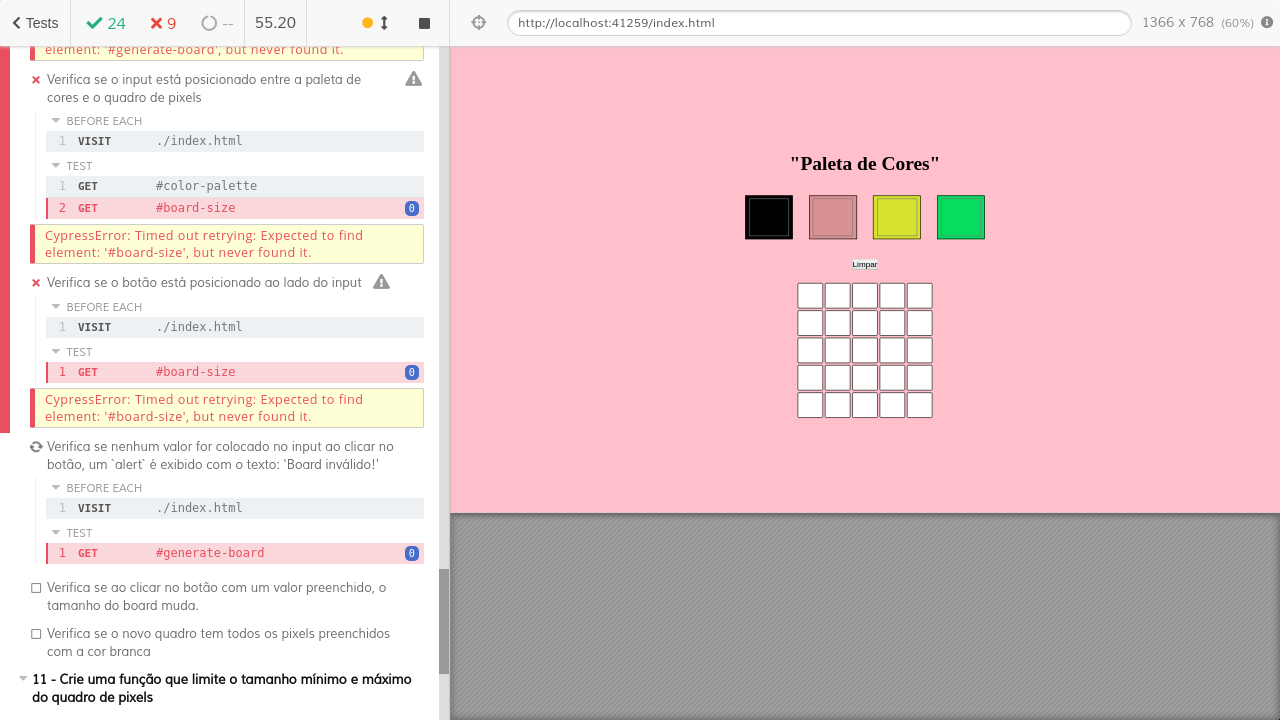 Tests 24 9 -- 55.20
http://localhost:41259/index.html 1366 x 768 (60%)
element: '#generate-board', but never found it.
Verifica se o input está posicionado entre a paleta de
cores e o quadro de pixels
BEFORE EACH
1 VISIT ./index.html
TEST
1 GET #color-palette
2 GET #board-size 0
CypressError: Timed out retrying: Expected to find
element: '#board-size', but never found it.
Verifica se o botão está posicionado ao lado do input
BEFORE EACH
1 VISIT ./index.html
TEST
1 GET #board-size 0
CypressError: Timed out retrying: Expected to find
element: '#board-size', but never found it.
Verifica se nenhum valor for colocado no input ao clicar no
botão, um `alert` é exibido com o texto: 'Board inválido!'
BEFORE EACH
1 VISIT ./index.html
TEST
1 GET #generate-board 0
Verifica se ao clicar no botão com um valor preenchido, o
tamanho do board muda.
Verifica se o novo quadro tem todos os pixels preenchidos
com a cor branca
11 - Crie uma função que limite o tamanho mínimo e máximo
do quadro de pixels
"Paleta de Cores"
Limpar